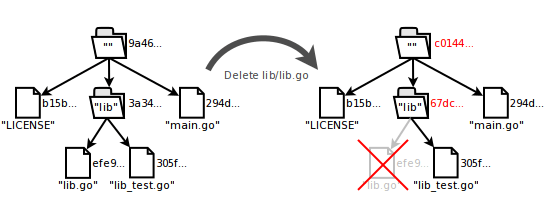 "" 9a46...
Delete lib/lib.go
"" c0144...
b15b...
"lib" 3a34...
294d...
"LICENSE"
"main.go"
b15b...
"lib" 67dc...
294d...
"LICENSE"
"main.go"
efe9...
305f...
"lib.go"
"lib_test.go"
efe9...
305f...
"lib.go"
"lib_test.go"